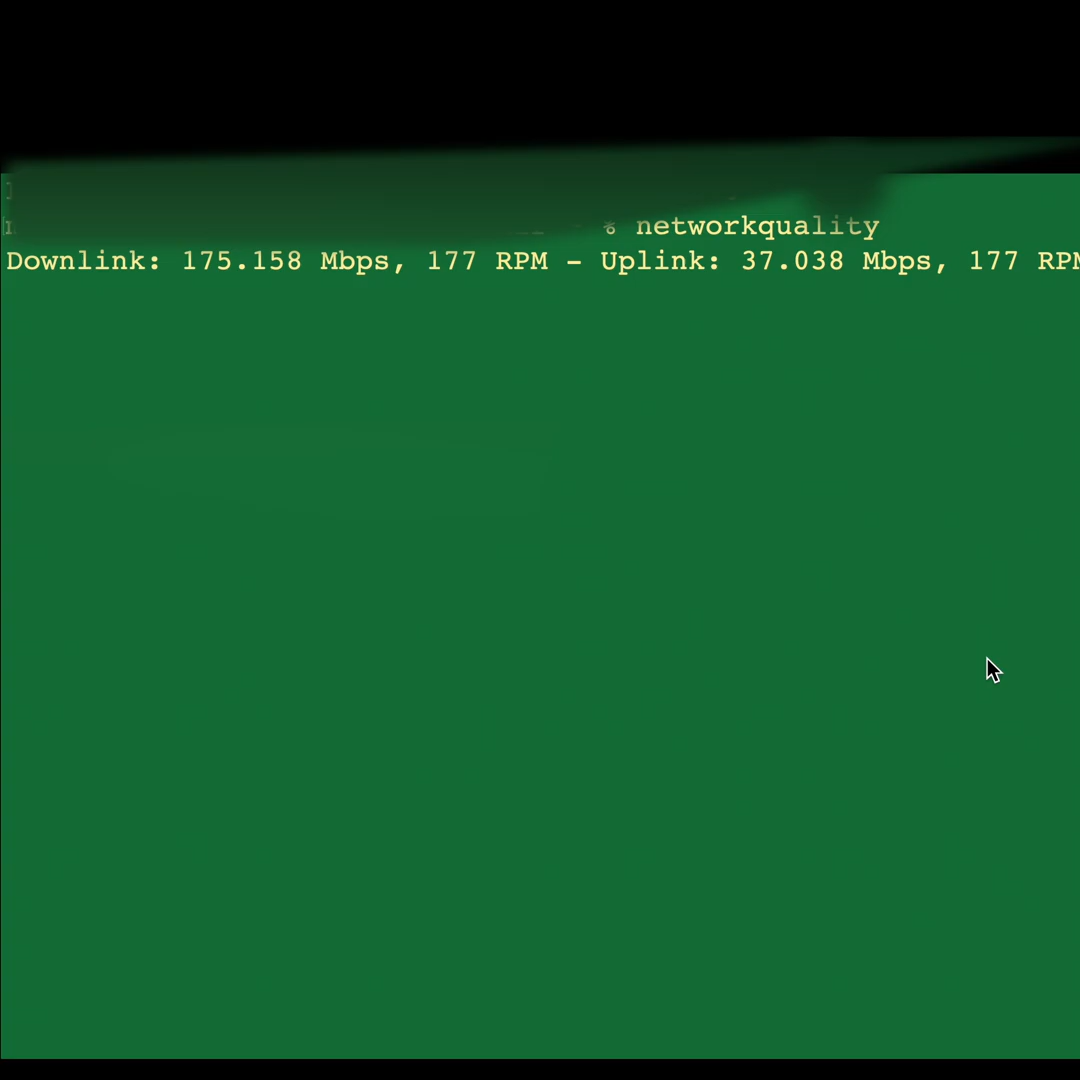 % networkquality
Downlink: 175.158 Mbps, 177 RPM - Uplink: 37.038 Mbps, 177 RPM